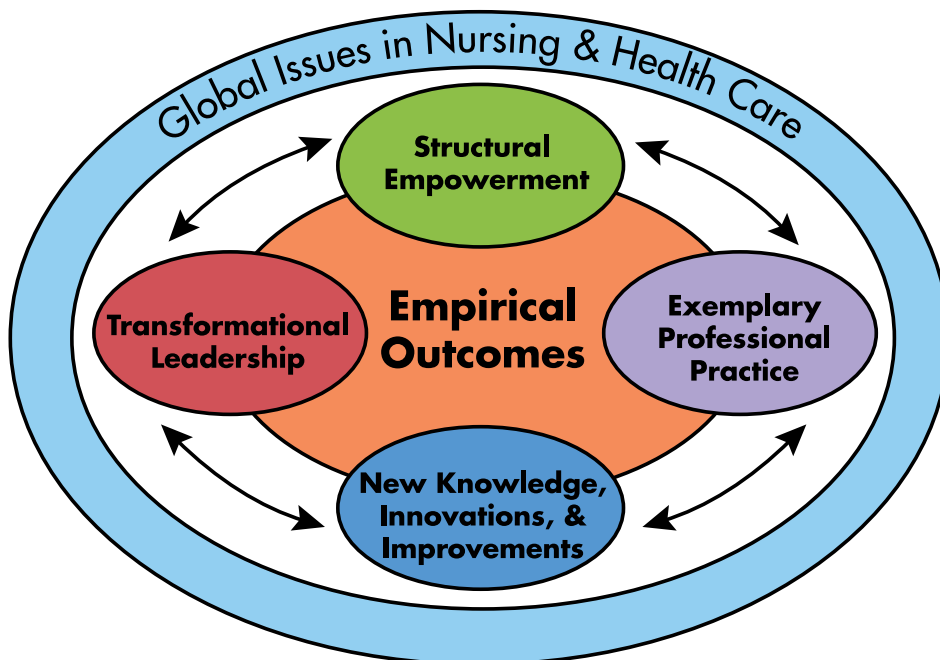 Global Issues in Nursing & Health Care
Structural
Empowerment
Transformational
Leadership
Empirical
Outcomes
Exemplary
Professional
Practice
New Knowledge,
Innovations, &
Improvements